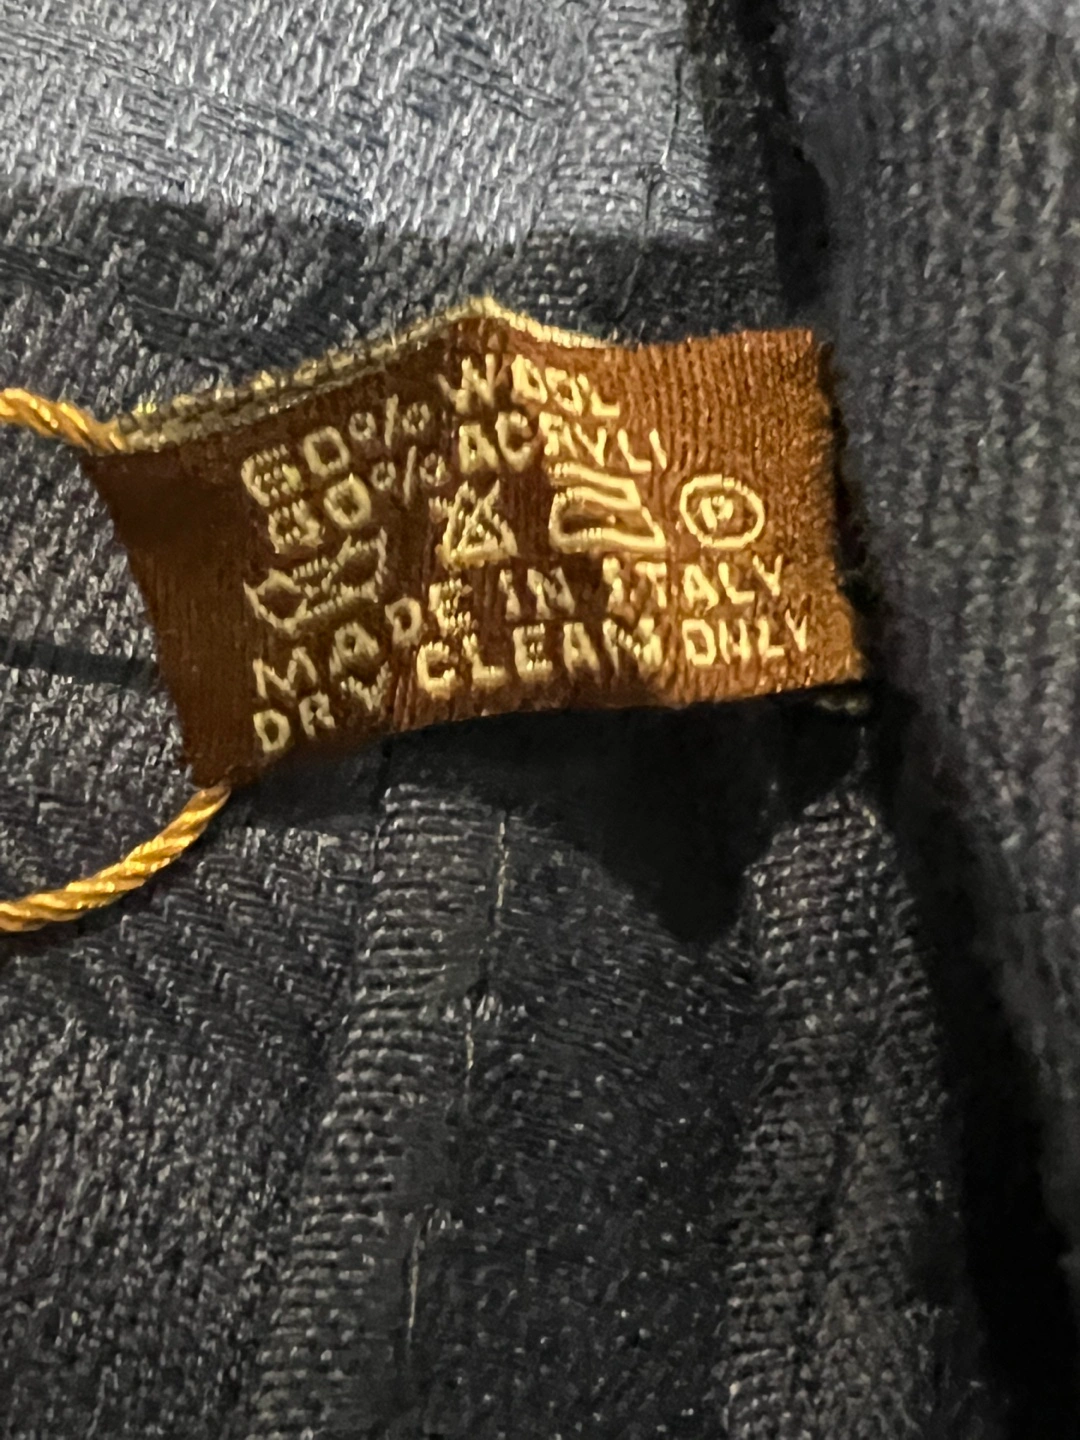 WOOL
ACRYLI
P
MADE IN ITALY
DRY CLEAN ONLY